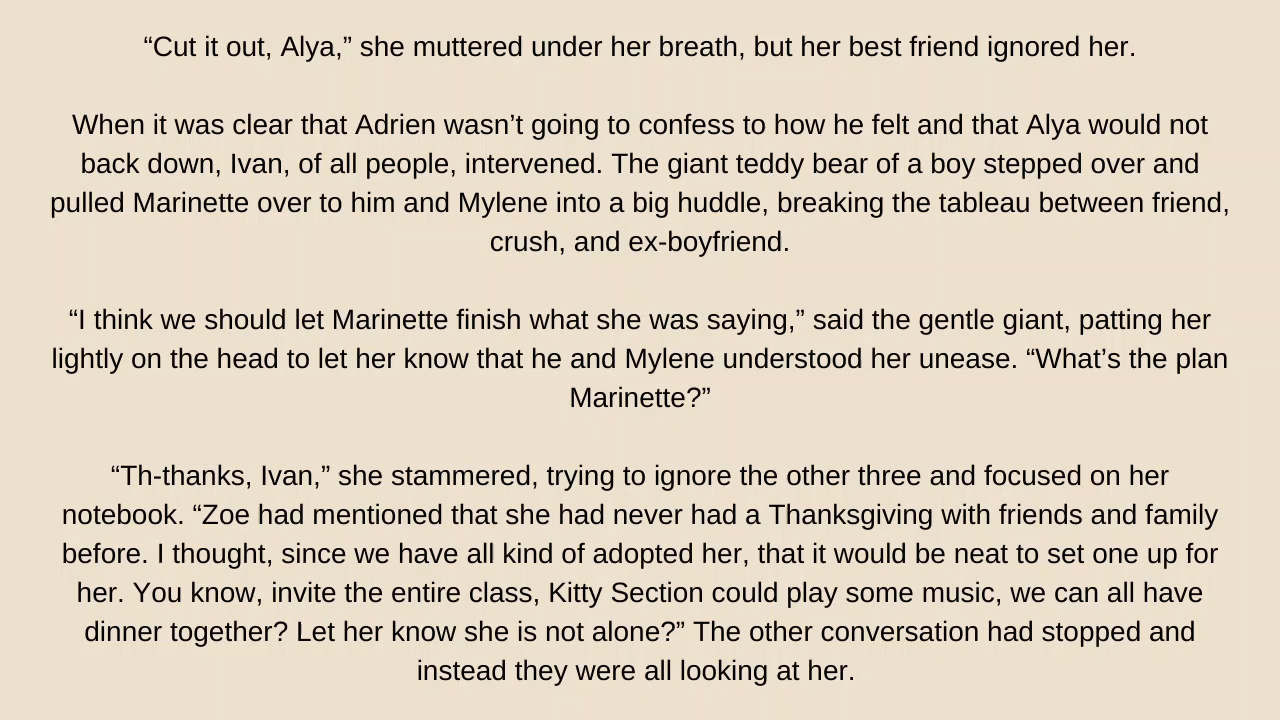 “Cut it out, Alya,” she muttered under her breath, but her best friend ignored her.
When it was clear that Adrien wasn’t going to confess to how he felt and that Alya would not
back down, Ivan, of all people, intervened. The giant teddy bear of a boy stepped over and
pulled Marinette over to him and Mylene into a big huddle, breaking the tableau between friend,
crush, and ex-boyfriend.
“I think we should let Marinette finish what she was saying,” said the gentle giant, patting her
lightly on the head to let her know that he and Mylene understood her unease. “What’s the plan
Marinette?”
“Th-thanks, Ivan,” she stammered, trying to ignore the other three and focused on her
notebook. “Zoe had mentioned that she had never had a Thanksgiving with friends and family
before. I thought, since we have all kind of adopted her, that it would be neat to set one up for
her. You know, invite the entire class, Kitty Section could play some music, we can all have
dinner together? Let her know she is not alone?” The other conversation had stopped and
instead they were all looking at her.